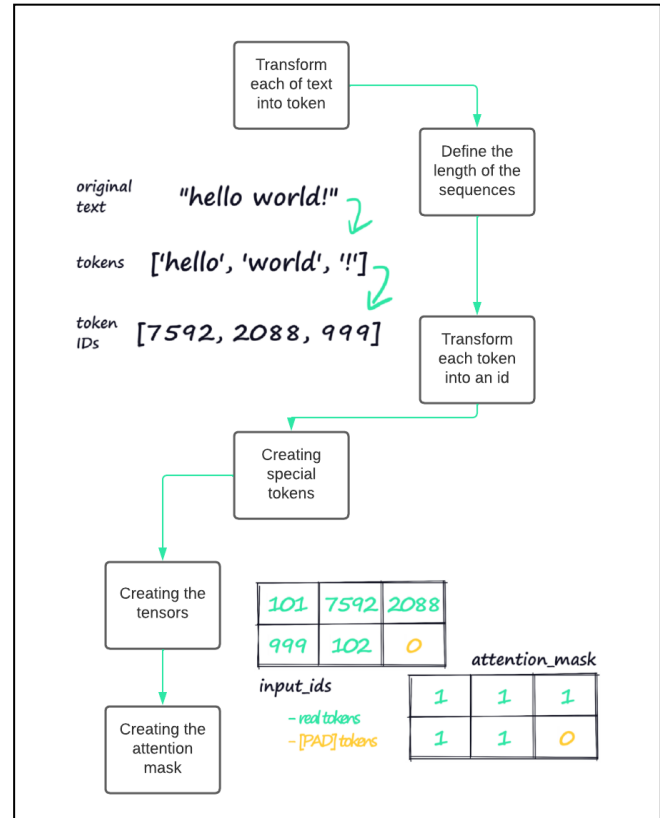 Transform
each of text
into token
Define the
length of the
sequences
original
text
"hello world!"
tokens
['hello', 'world', '!']
token
IDs
[7592, 2088, 999]
Transform
each token
into an id
Creating
special
tokens
Creating the
tensors
101 7592 2088
999 102 0
input_ids
- real tokens
- [PAD] tokens
attention_mask
1 1 1
1 1 0
Creating the
attention
mask